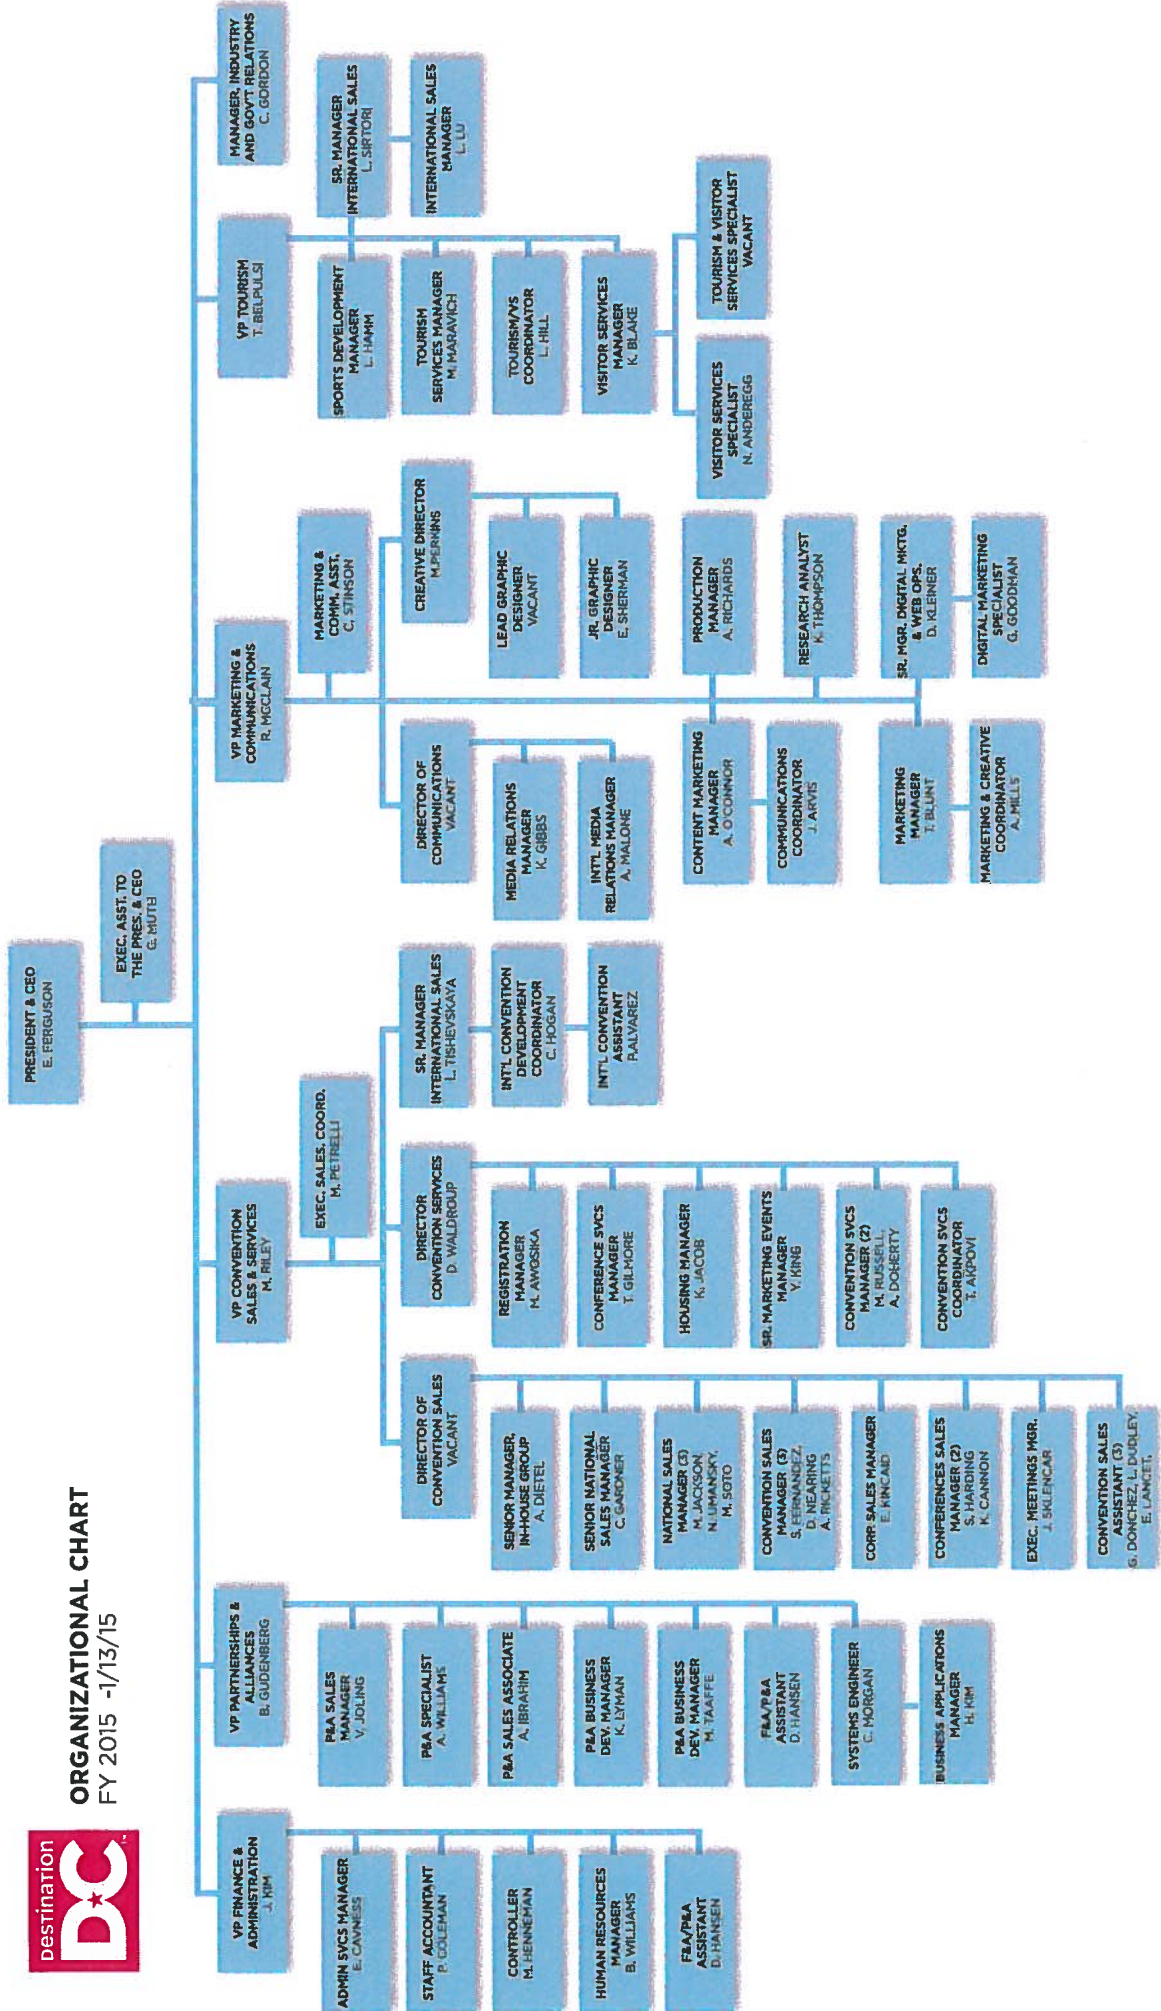 Destination
DC
ORGANIZATIONAL CHART
FY 2015 -1/13/15
PRESIDENT & CEO
E. FERGUSON
EXEC. ASST. TO
THE PRES. & CEO
G. MUTH
VP FINANCE &
ADMINISTRATION
J. KIM
ADMIN SVCS MANAGER
E. CAVNESS
STAFF ACCOUNTANT
P. COLEMAN
CONTROLLER
M. HENNEMAN
HUMAN RESOURCES
MANAGER
B. WILLIAMS
F&A/P&A
ASSISTANT
D. HANSEN
VP PARTNERSHIPS &
ALLIANCES
B. GUDENBERG
P&A SALES
MANAGER
V. JOLING
P&A SPECIALIST
A. WILLIAMS
P&A SALES ASSOCIATE
A. IBRAHIM
P&A BUSINESS
DEV. MANAGER
K. LYMAN
P&A BUSINESS
DEV. MANAGER
M. TAAFFE
F&A/P&A
ASSISTANT
D. HANSEN
SYSTEMS ENGINEER
C. MORGAN
BUSINESS APPLICATIONS
MANAGER
H. KIM
VP CONVENTION
SALES & SERVICES
M. RILEY
EXEC. SALES. COORD.
M. PETRELLI
DIRECTOR OF
CONVENTION SALES
VACANT
SENIOR MANAGER,
IN-HOUSE GROUP
A. DIETEL
SENIOR NATIONAL
SALES MANAGER
C. GARDNER
NATIONAL SALES
MANAGER (3)
M. JACKSON,
N. UMANSKY,
M. SOTO
CONVENTION SALES
MANAGER (3)
S. FERNANDEZ,
D. NEARING
A. RICKETTS
CORP. SALES MANAGER
E. KINCAID
CONFERENCES SALES
MANAGER (2)
S. HARDING
K. CANNON
EXEC. MEETINGS MGR.
J. SKLENCAR
CONVENTION SALES
ASSISTANT (3)
G. DONCHEZ, L. DUDLEY,
E. LANCET,
DIRECTOR
CONVENTION SERVICES
D. WALDROUP
REGISTRATION
MANAGER
M. AWOSIKA
CONFERENCE SVCS
MANAGER
T. GILMORE
HOUSING MANAGER
K. JACOB
SR. MARKETING EVENTS
MANAGER
Y. KING
CONVENTION SVCS
MANAGER (2)
M. RUSSELL,
A. DOHERTY
CONVENTION SVCS
COORDINATOR
T. AKPOVI
SR. MANAGER
INTERNATIONAL SALES
L. TISHEVSKAYA
INT'L CONVENTION
DEVELOPMENT
COORDINATOR
C. HOGAN
INT'L CONVENTION
ASSISTANT
P.ALVAREZ
VP MARKETING &
COMMUNICATIONS
R. MCCLAIN
MARKETING &
COMM. ASST.
C. STINSON
DIRECTOR OF
COMMUNICATIONS
VACANT
MEDIA RELATIONS
MANAGER
K. GIBBS
INT'L MEDIA
RELATIONS MANAGER
A. MALONE
CREATIVE DIRECTOR
M.PERKINS
LEAD GRAPHIC
DESIGNER
VACANT
JR. GRAPHIC
DESIGNER
E. SHERMAN
CONTENT MARKETING
MANAGER
A. O'CONNOR
COMMUNICATIONS
COORDINATOR
J. ARVIS
PRODUCTION
MANAGER
A. RICHARDS
RESEARCH ANALYST
K. THOMPSON
MARKETING
MANAGER
T. BLUNT
MARKETING & CREATIVE
COORDINATOR
A. MILLS
SR. MGR. DIGITAL MKTG.
& WEB OPS.
D. KLEINER
DIGITAL MARKETING
SPECIALIST
G. GOODMAN
VP TOURISM
T. BELPULSI
SPORTS DEVELOPMENT
MANAGER
L. HAMM
SR. MANAGER
INTERNATIONAL SALES
L. SIRTORI
INTERNATIONAL SALES
MANAGER
L. LU
TOURISM
SERVICES MANAGER
M. MARAVICH
TOURISM/VS
COORDINATOR
L. HILL
VISITOR SERVICES
MANAGER
K. BLAKE
VISITOR SERVICES
SPECIALIST
N. ANDEREGG
TOURISM & VISITOR
SERVICES SPECIALIST
VACANT
MANAGER, INDUSTRY
AND GOV'T RELATIONS
C. GORDON